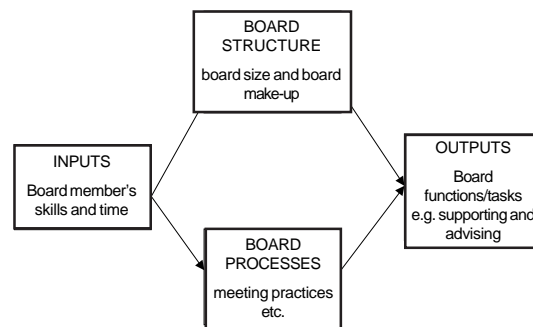 BOARD
STRUCTURE
board size and board
make-up
INPUTS
Board member's
skills and time
OUTPUTS
Board
functions/tasks
e.g. supporting and
advising
BOARD
PROCESSES
meeting practices
etc.